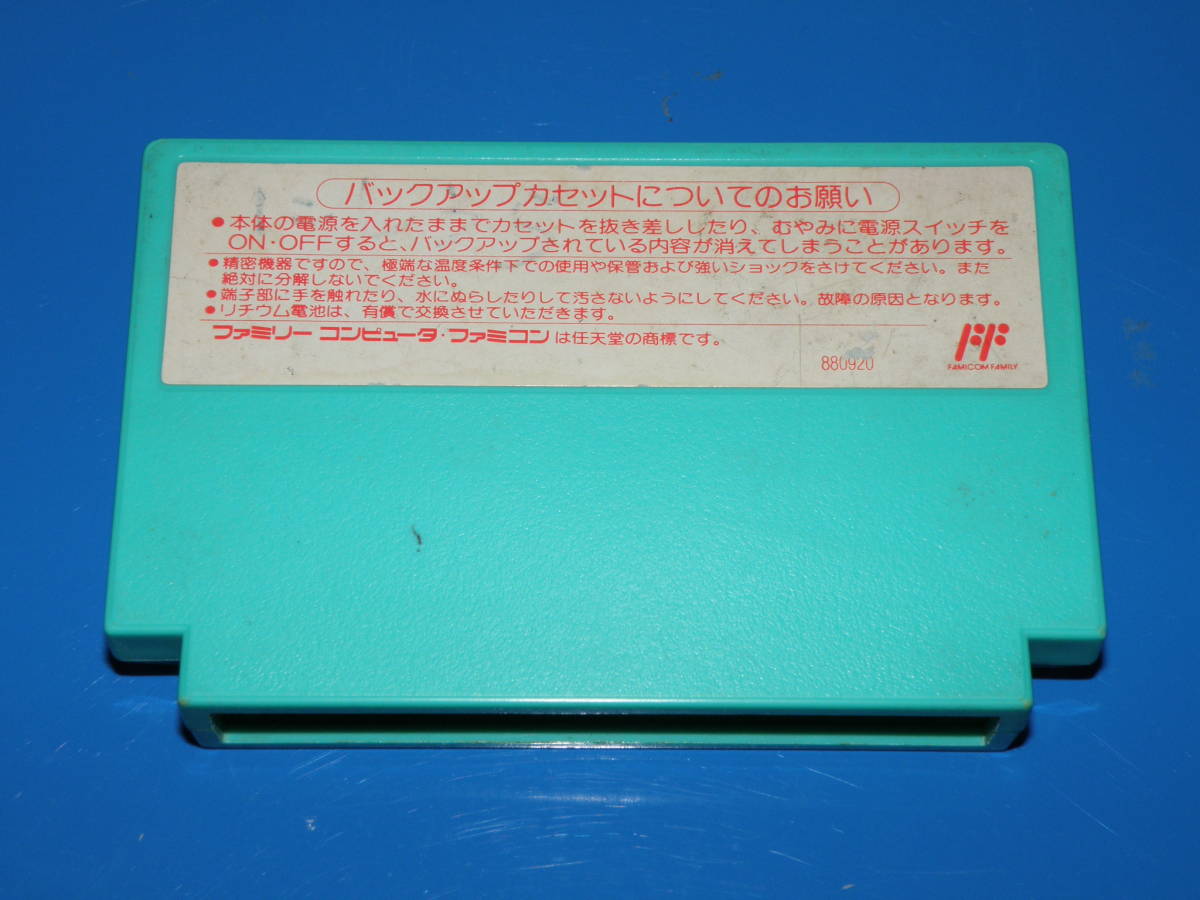 バックアップカセットについてのお願い
●本体の電源を入れたままでカセットを抜き差ししたり、むやみに電源スイッチを
ON・OFFすると、バックアップされている内容が消えてしまうことがあります。
●精密機器ですので、極端な温度条件下での使用や保管および強いショックをさけてください。また
絶対に分解しないでください。
●端子部に手を触れたり、水にぬらしたりして汚さないようにしてください。故障の原因となります。
●リチウム電池は、有償で交換させていただきます。
ファミリー コンピュータ・ファミコンは任天堂の商標です。
880920
FAMICOM FAMILY